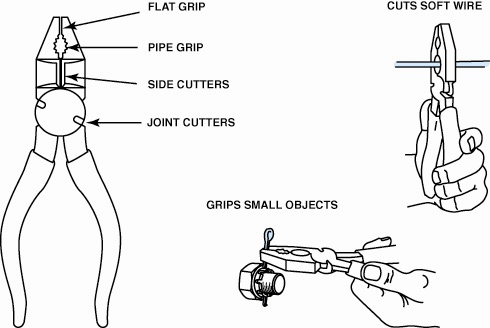 FLAT GRIP
PIPE GRIP
SIDE CUTTERS
JOINT CUTTERS
CUTS SOFT WIRE
GRIPS SMALL OBJECTS